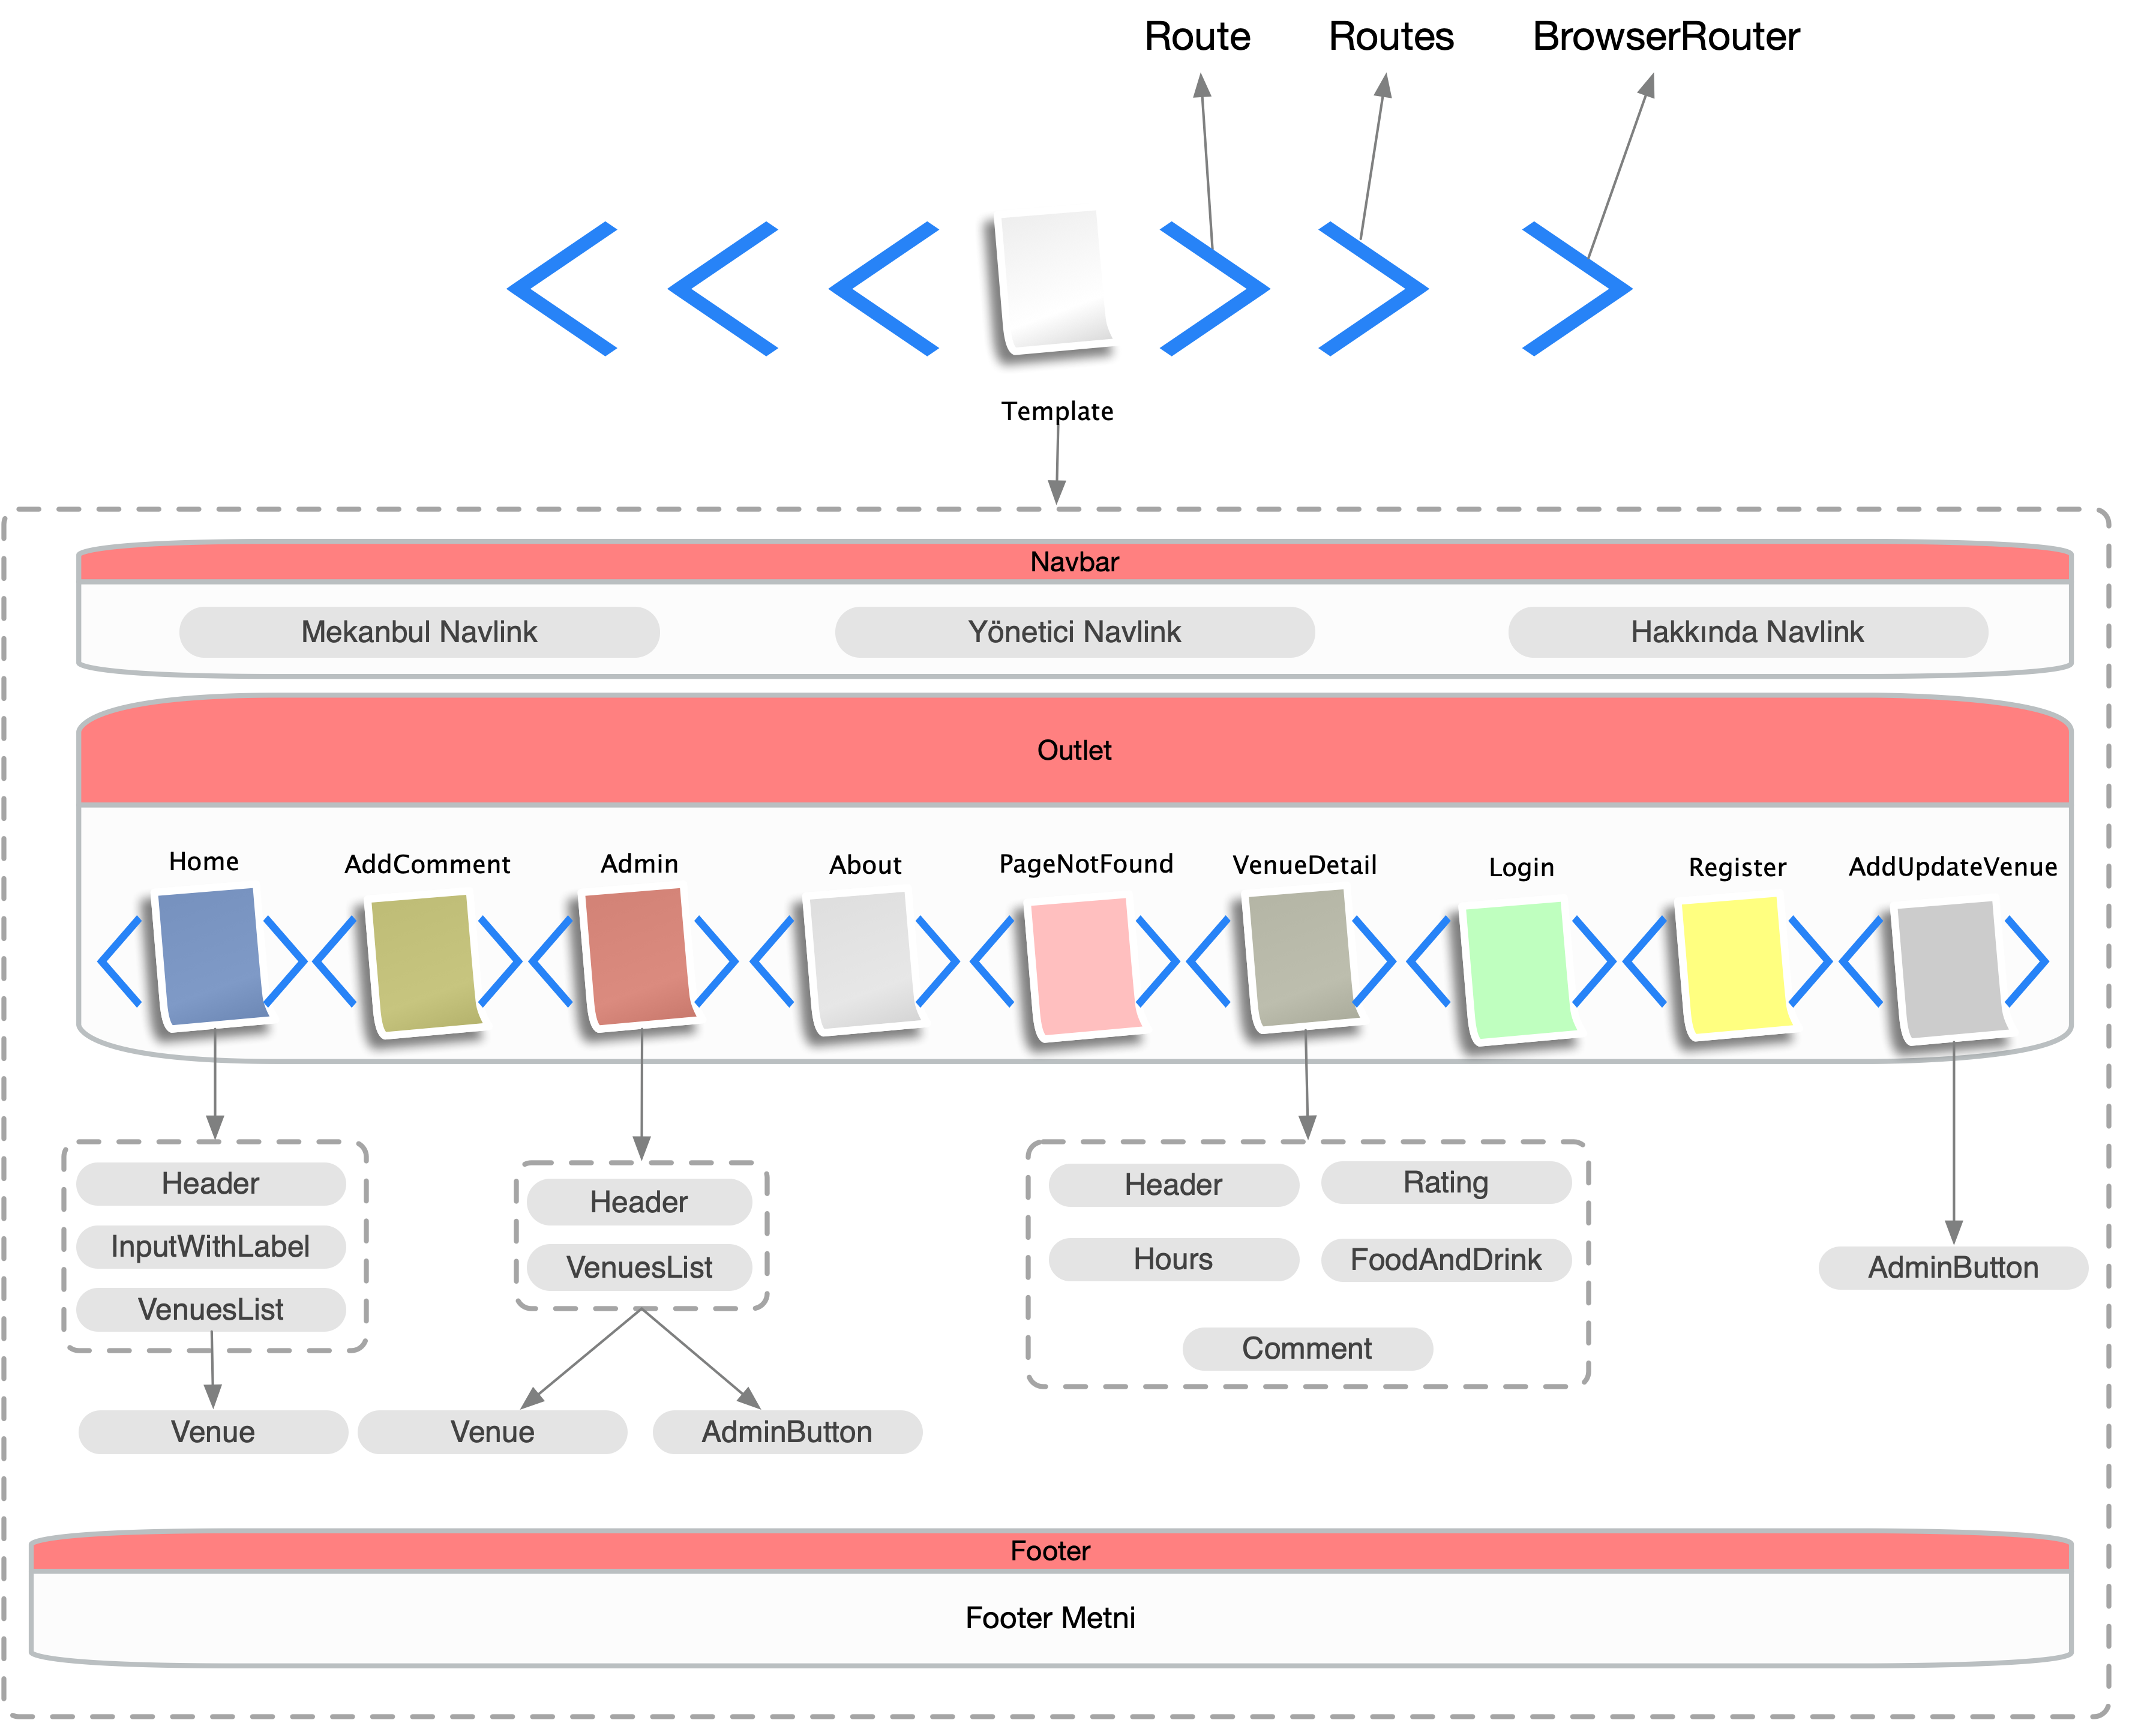 Route
Routes
BrowserRouter
Template
Navbar
Mekanbul Navlink
Yönetici Navlink
Hakkında Navlink
Outlet
Home
AddComment
Admin
About
PageNotFound
VenueDetail
Login
Register
AddUpdateVenue
Header
InputWithLabel
VenuesList
Venue
Header
VenuesList
Venue
AdminButton
Header
Rating
Hours
FoodAndDrink
Comment
AdminButton
Footer
Footer Metni